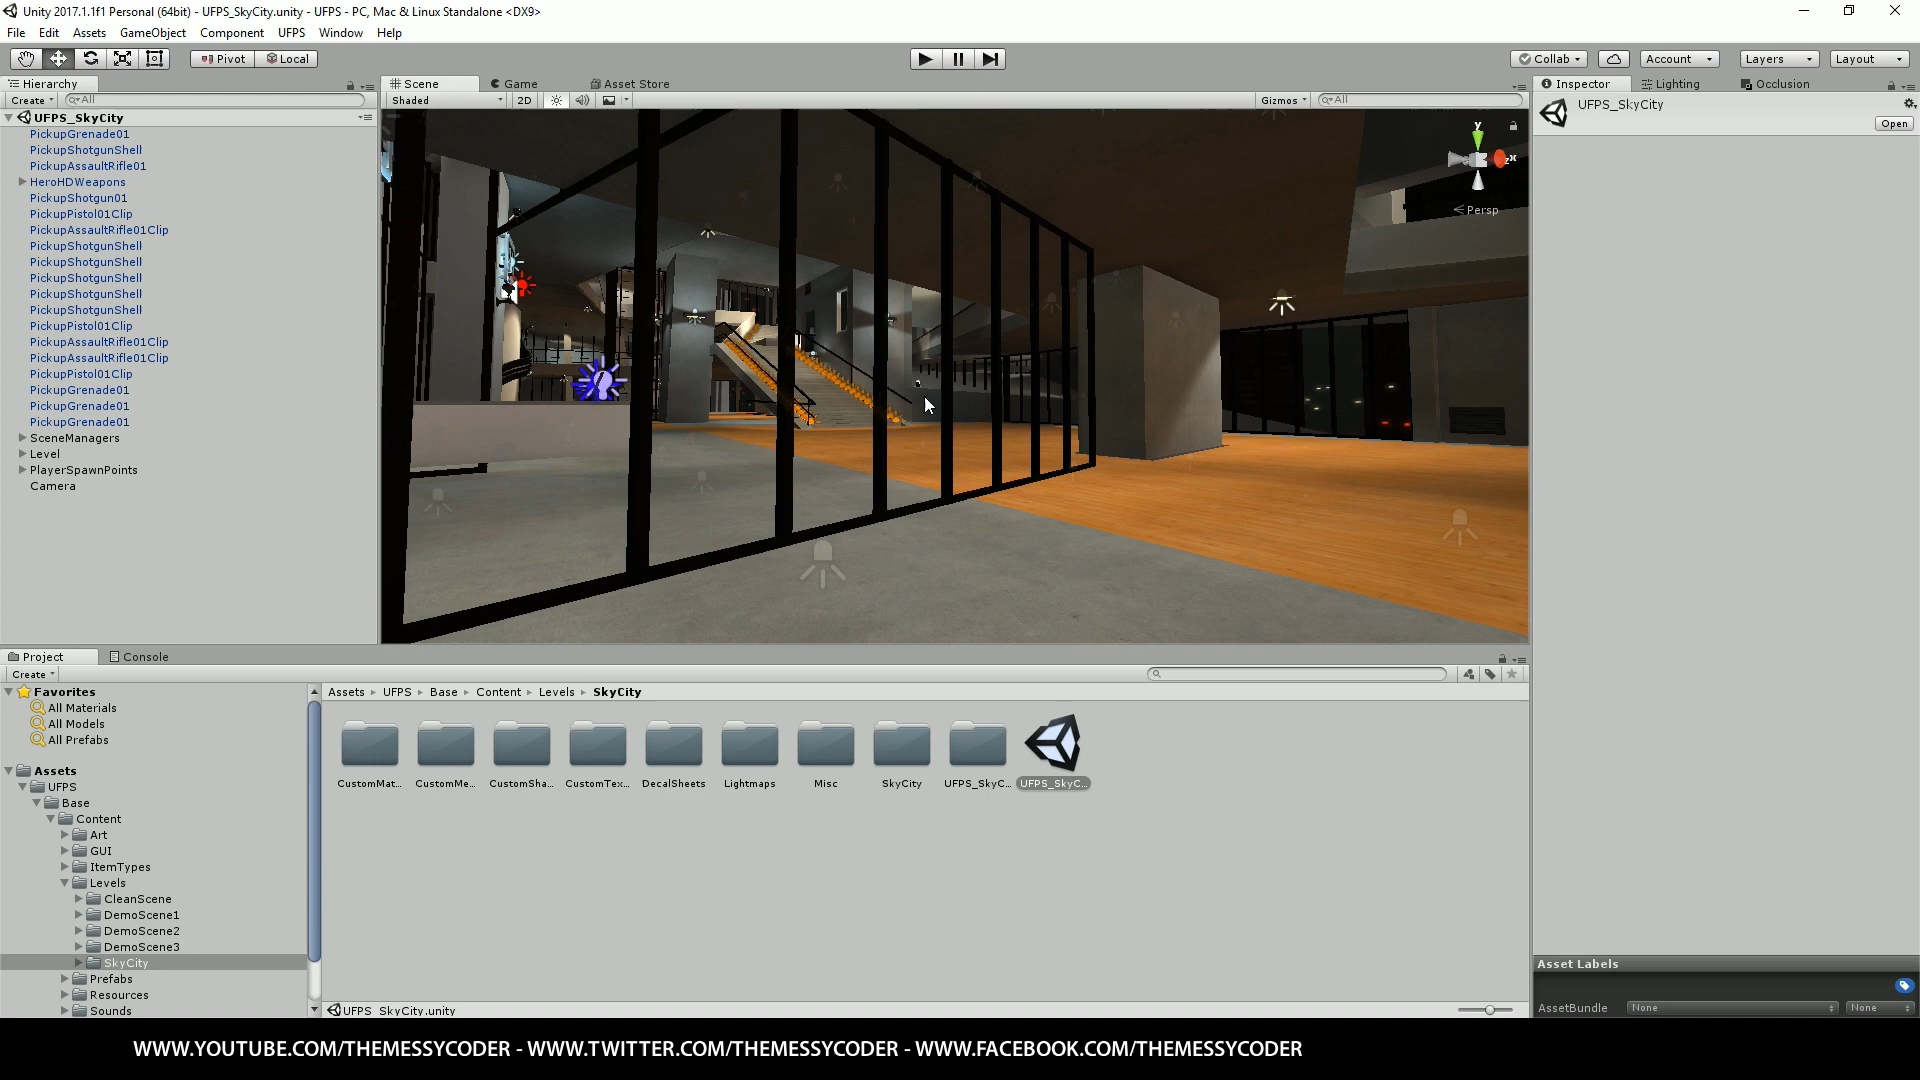 Unity 2017.1.1f1 Personal (64bit) - UFPS_SkyCity.unity - UFPS - PC, Mac & Linux Standalone <DX9>
File Edit Assets GameObject Component UFPS Window Help
Pivot Local Collab Account Layers Layout
Hierarchy
Create All
UFPS_SkyCity
PickupGrenade01
PickupShotgunShell
PickupAssaultRifle01
HeroHDWeapons
PickupShotgun01
PickupPistol01Clip
PickupAssaultRifle01Clip
PickupShotgunShell
PickupShotgunShell
PickupShotgunShell
PickupShotgunShell
PickupShotgunShell
PickupPistol01Clip
PickupAssaultRifle01Clip
PickupAssaultRifle01Clip
PickupPistol01Clip
PickupGrenade01
PickupGrenade01
PickupGrenade01
SceneManagers
Level
PlayerSpawnPoints
Camera
Scene Game Asset Store
Shaded 2D Gizmos All
y
z x
Persp
Inspector Lighting Occlusion
UFPS_SkyCity
Open
Project Console
Create
Favorites
All Materials
All Models
All Prefabs
Assets
UFPS
Base
Content
Art
GUI
ItemTypes
Levels
CleanScene
DemoScene1
DemoScene2
DemoScene3
SkyCity
Prefabs
Resources
Sounds
Assets UFPS Base Content Levels SkyCity
CustomMat... CustomMe... CustomSha... CustomTex... DecalSheets Lightmaps Misc SkyCity UFPS_SkyC... UFPS_SkyC...
UFPS_SkyCity.unity
Asset Labels
AssetBundle None None
WWW.YOUTUBE.COM/THEMESSYCODER - WWW.TWITTER.COM/THEMESSYCODER - WWW.FACEBOOK.COM/THEMESSYCODER